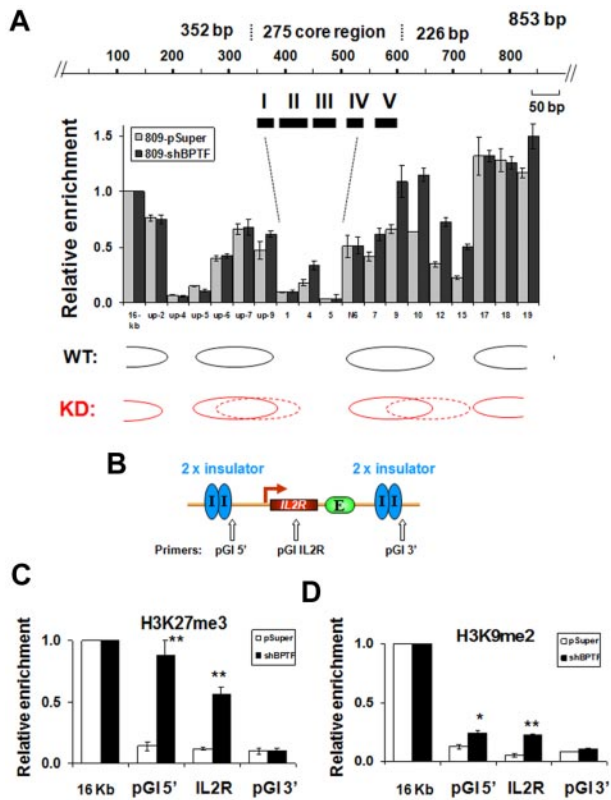 A
352 bp
275 core region
226 bp
853 bp
// 100 200 300 400 500 600 700 800 //
I II III IV V
50 bp
Relative enrichment
1.5
1.0
0.5
0.0
809-pSuper
809-shBPTF
16-kb up-2 up-4 up-5 up-6 up-7 up-9 1 4 5 N6 7 9 10 12 15 17 18 19
WT:
KD:
B
2 x insulator 2 x insulator
I I IL2R E I I
Primers: pGI 5' pGI IL2R pGI 3'
C
H3K27me3
Relative enrichment
1.0
0.5
0.0
pSuper
shBPTF
**
**
16 Kb pGI 5' IL2R pGI 3'
D
H3K9me2
Relative enrichment
1.0
0.5
0.0
pSuper
shBPTF
*
**
16 Kb pGI 5' IL2R pGI 3'